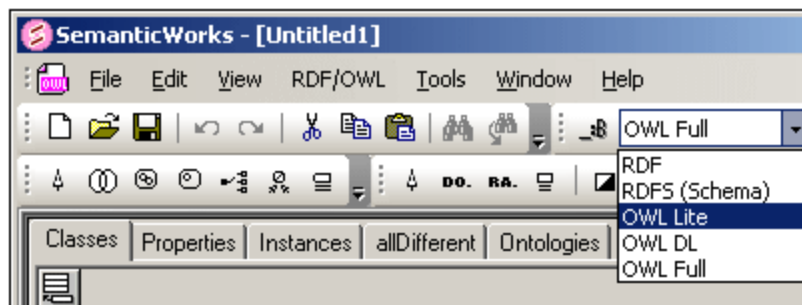 SemanticWorks - [Untitled1]
owl File Edit View RDF/OWL Tools Window Help
_:B OWL Full
RDF
DO. RA.
RDFS (Schema)
OWL Lite
Classes Properties Instances allDifferent Ontologies
OWL DL
OWL Full